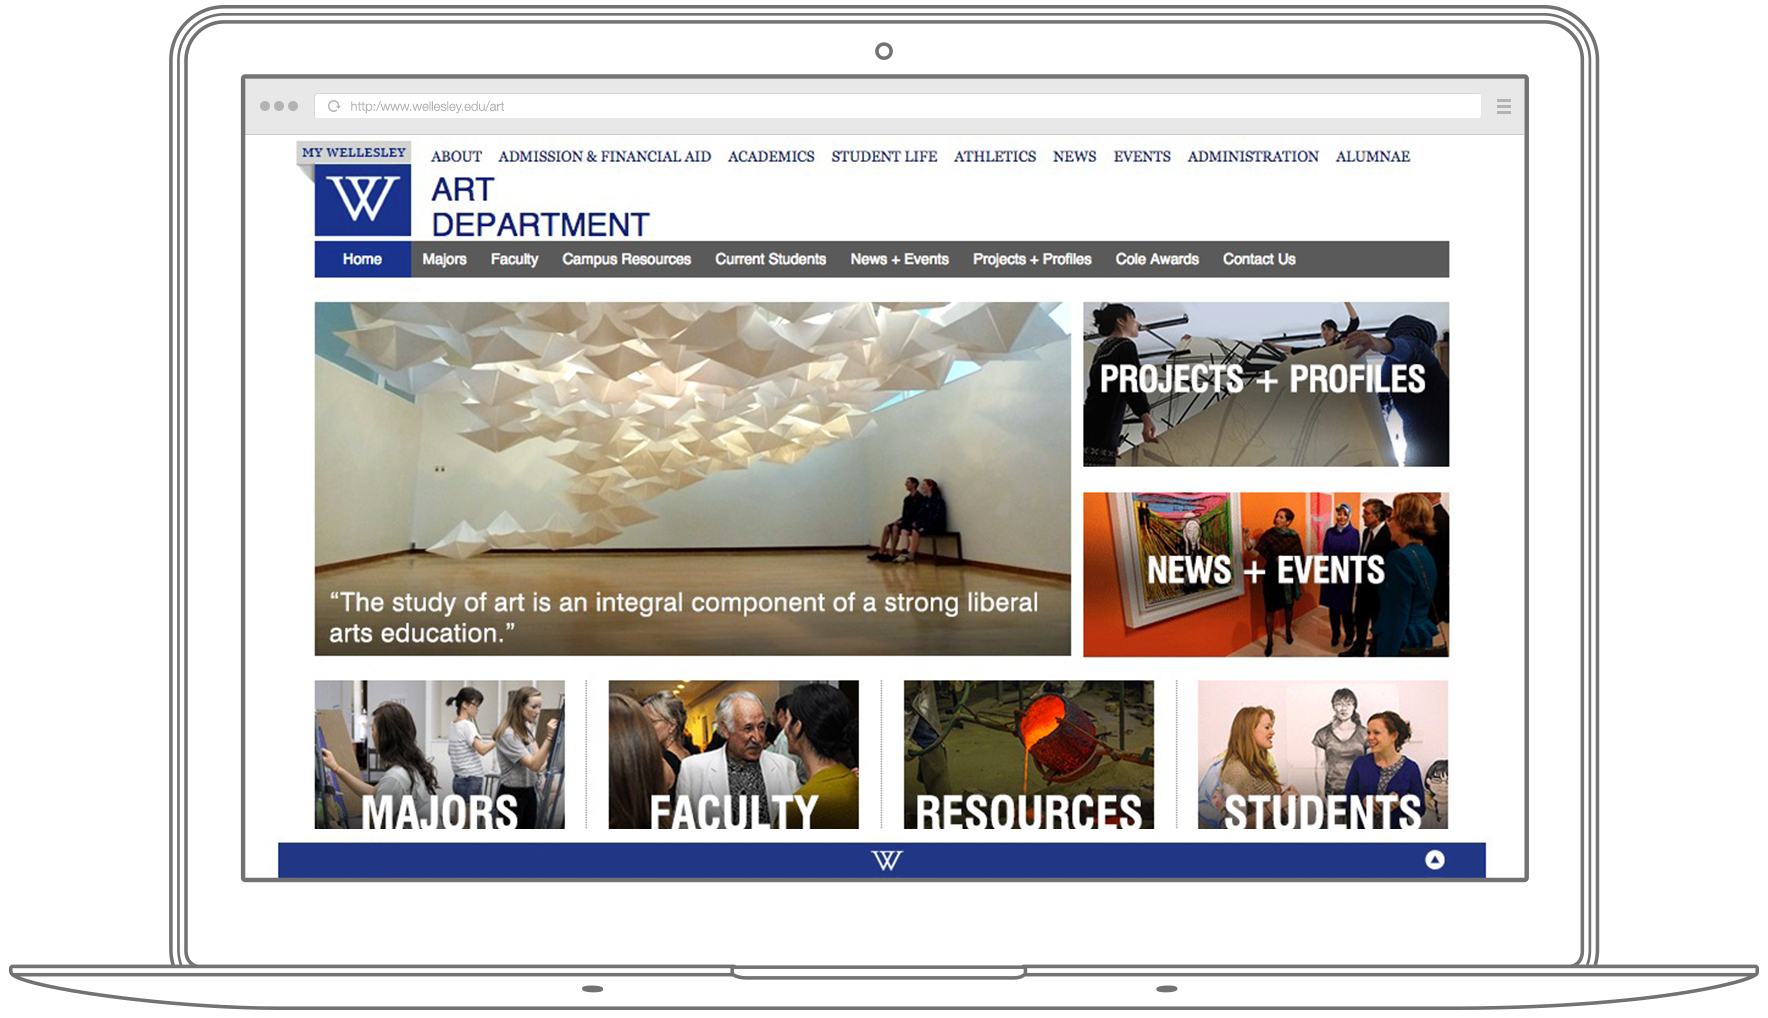 http:/www.wellesley.edu/art
MY WELLESLEY
ABOUT ADMISSION & FINANCIAL AID ACADEMICS STUDENT LIFE ATHLETICS NEWS EVENTS ADMINISTRATION ALUMNAE
W
ART
DEPARTMENT
Home Majors Faculty Campus Resources Current Students News + Events Projects + Profiles Cole Awards Contact Us
PROJECTS + PROFILES
NEWS + EVENTS
“The study of art is an integral component of a strong liberal
arts education.”
MAJORS FACULTY RESOURCES STUDENTS
W